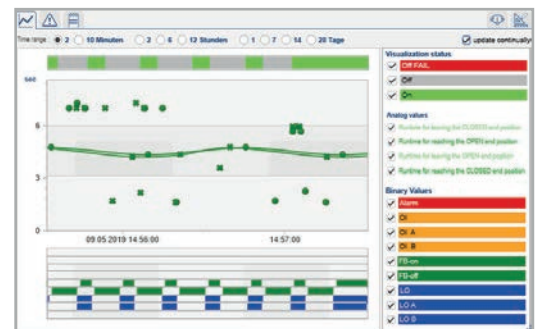 Time range: 2 10 Minuten 2 6 12 Stunden 1 7 14 28 Tage update continually
Visualization status
Off FAIL
Off
On
Analog values
Runtime for leaving the CLOSED end position
Runtime for reaching the OPEN end position
Runtime for leaving the OPEN end position
Runtime for reaching the CLOSED end position
Binary Values
Alarm
OI
OI A
OI B
FB-on
FB-off
LO
LO A
LO B
sec
6
3
0
09.05.2019 14:56:00 14:57:00